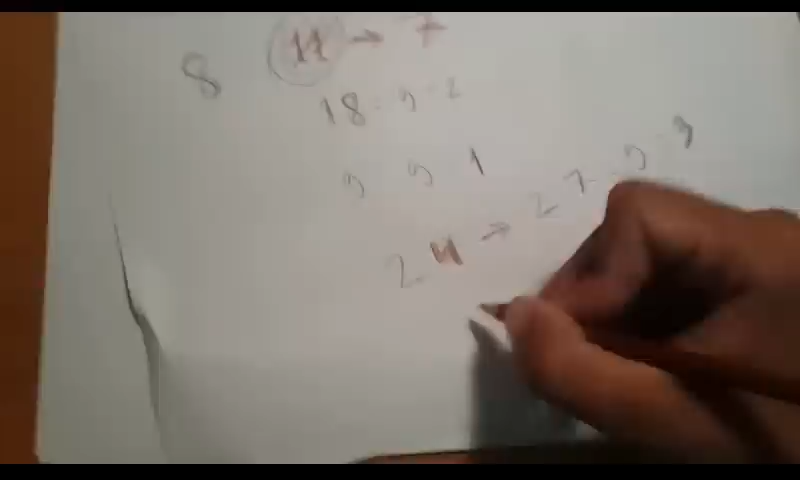 8 11 → 7
18 : 9 = 2
9 9 1
24 → 27 : 9 = 3